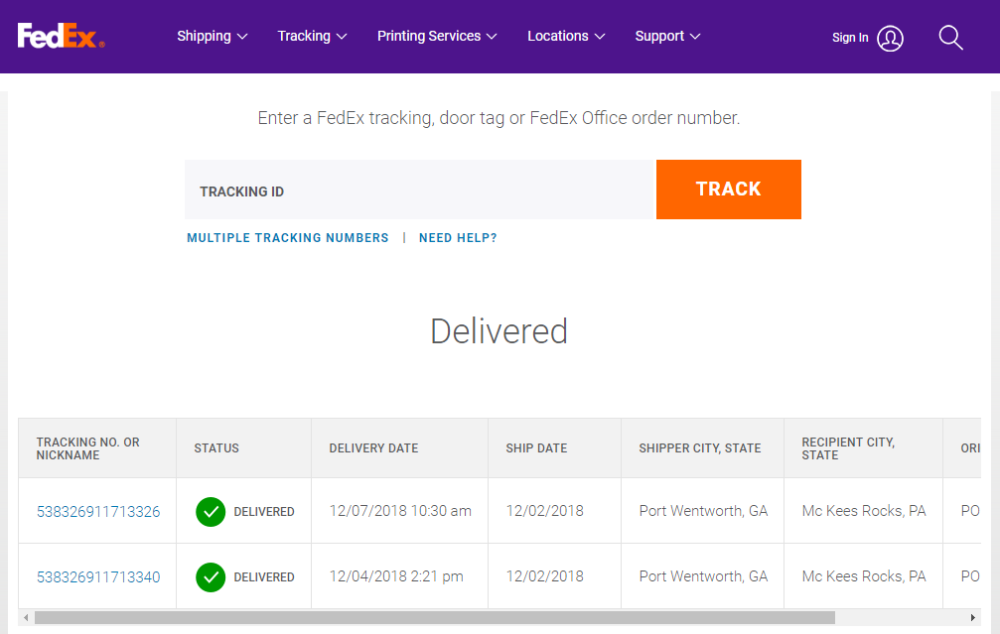 FedEx®
Shipping Tracking Printing Services Locations Support Sign In
Enter a FedEx tracking, door tag or FedEx Office order number.
TRACKING ID TRACK
MULTIPLE TRACKING NUMBERS | NEED HELP?
Delivered
TRACKING NO. OR NICKNAME STATUS DELIVERY DATE SHIP DATE SHIPPER CITY, STATE RECIPIENT CITY, STATE ORI
538326911713326 DELIVERED 12/07/2018 10:30 am 12/02/2018 Port Wentworth, GA Mc Kees Rocks, PA PO
538326911713340 DELIVERED 12/04/2018 2:21 pm 12/02/2018 Port Wentworth, GA Mc Kees Rocks, PA PO